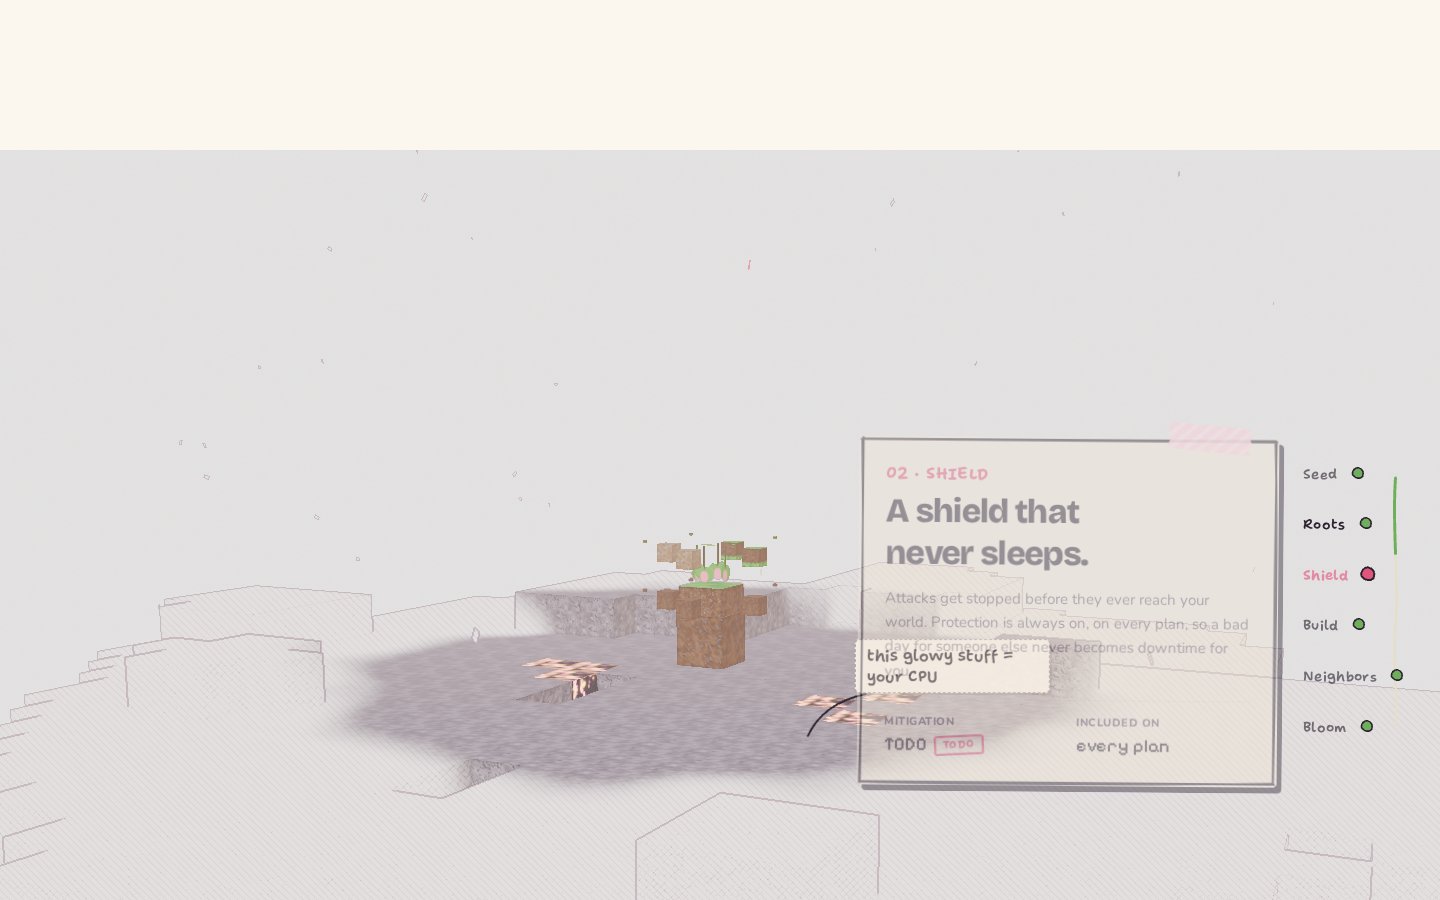 02 · SHIELD
A shield that
never sleeps.
Attacks get stopped before they ever reach your
world. Protection is always on, on every plan, so a bad
day for someone else never becomes downtime for
you.
this glowy stuff =
your CPU
MITIGATION
TODO TODO
INCLUDED ON
every plan
Seed
Roots
Shield
Build
Neighbors
Bloom